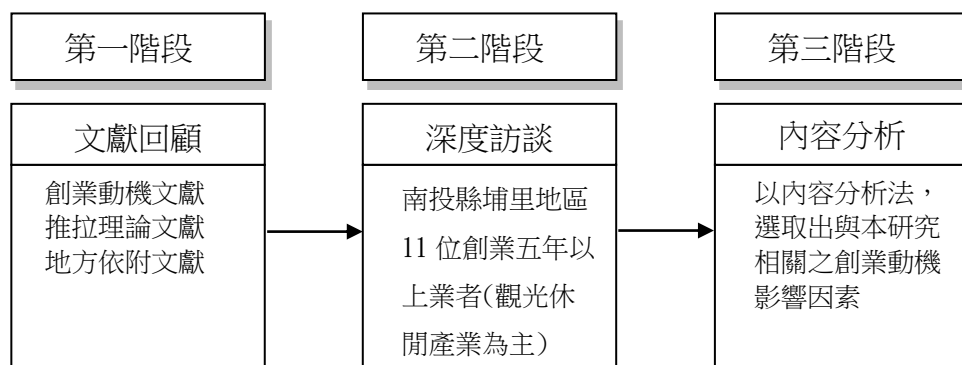 第一階段
第二階段
第三階段
文獻回顧
創業動機文獻
推拉理論文獻
地方依附文獻
深度訪談
南投縣埔里地區
11 位創業五年以
上業者(觀光休
閒產業為主)
內容分析
以內容分析法，
選取出與本研究
相關之創業動機
影響因素